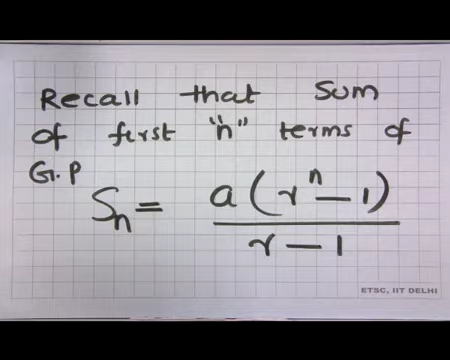 Recall that Sum
of first "n" terms of
G.P
Sn = a(r^n - 1) / r - 1
ETSC, IIT DELHI